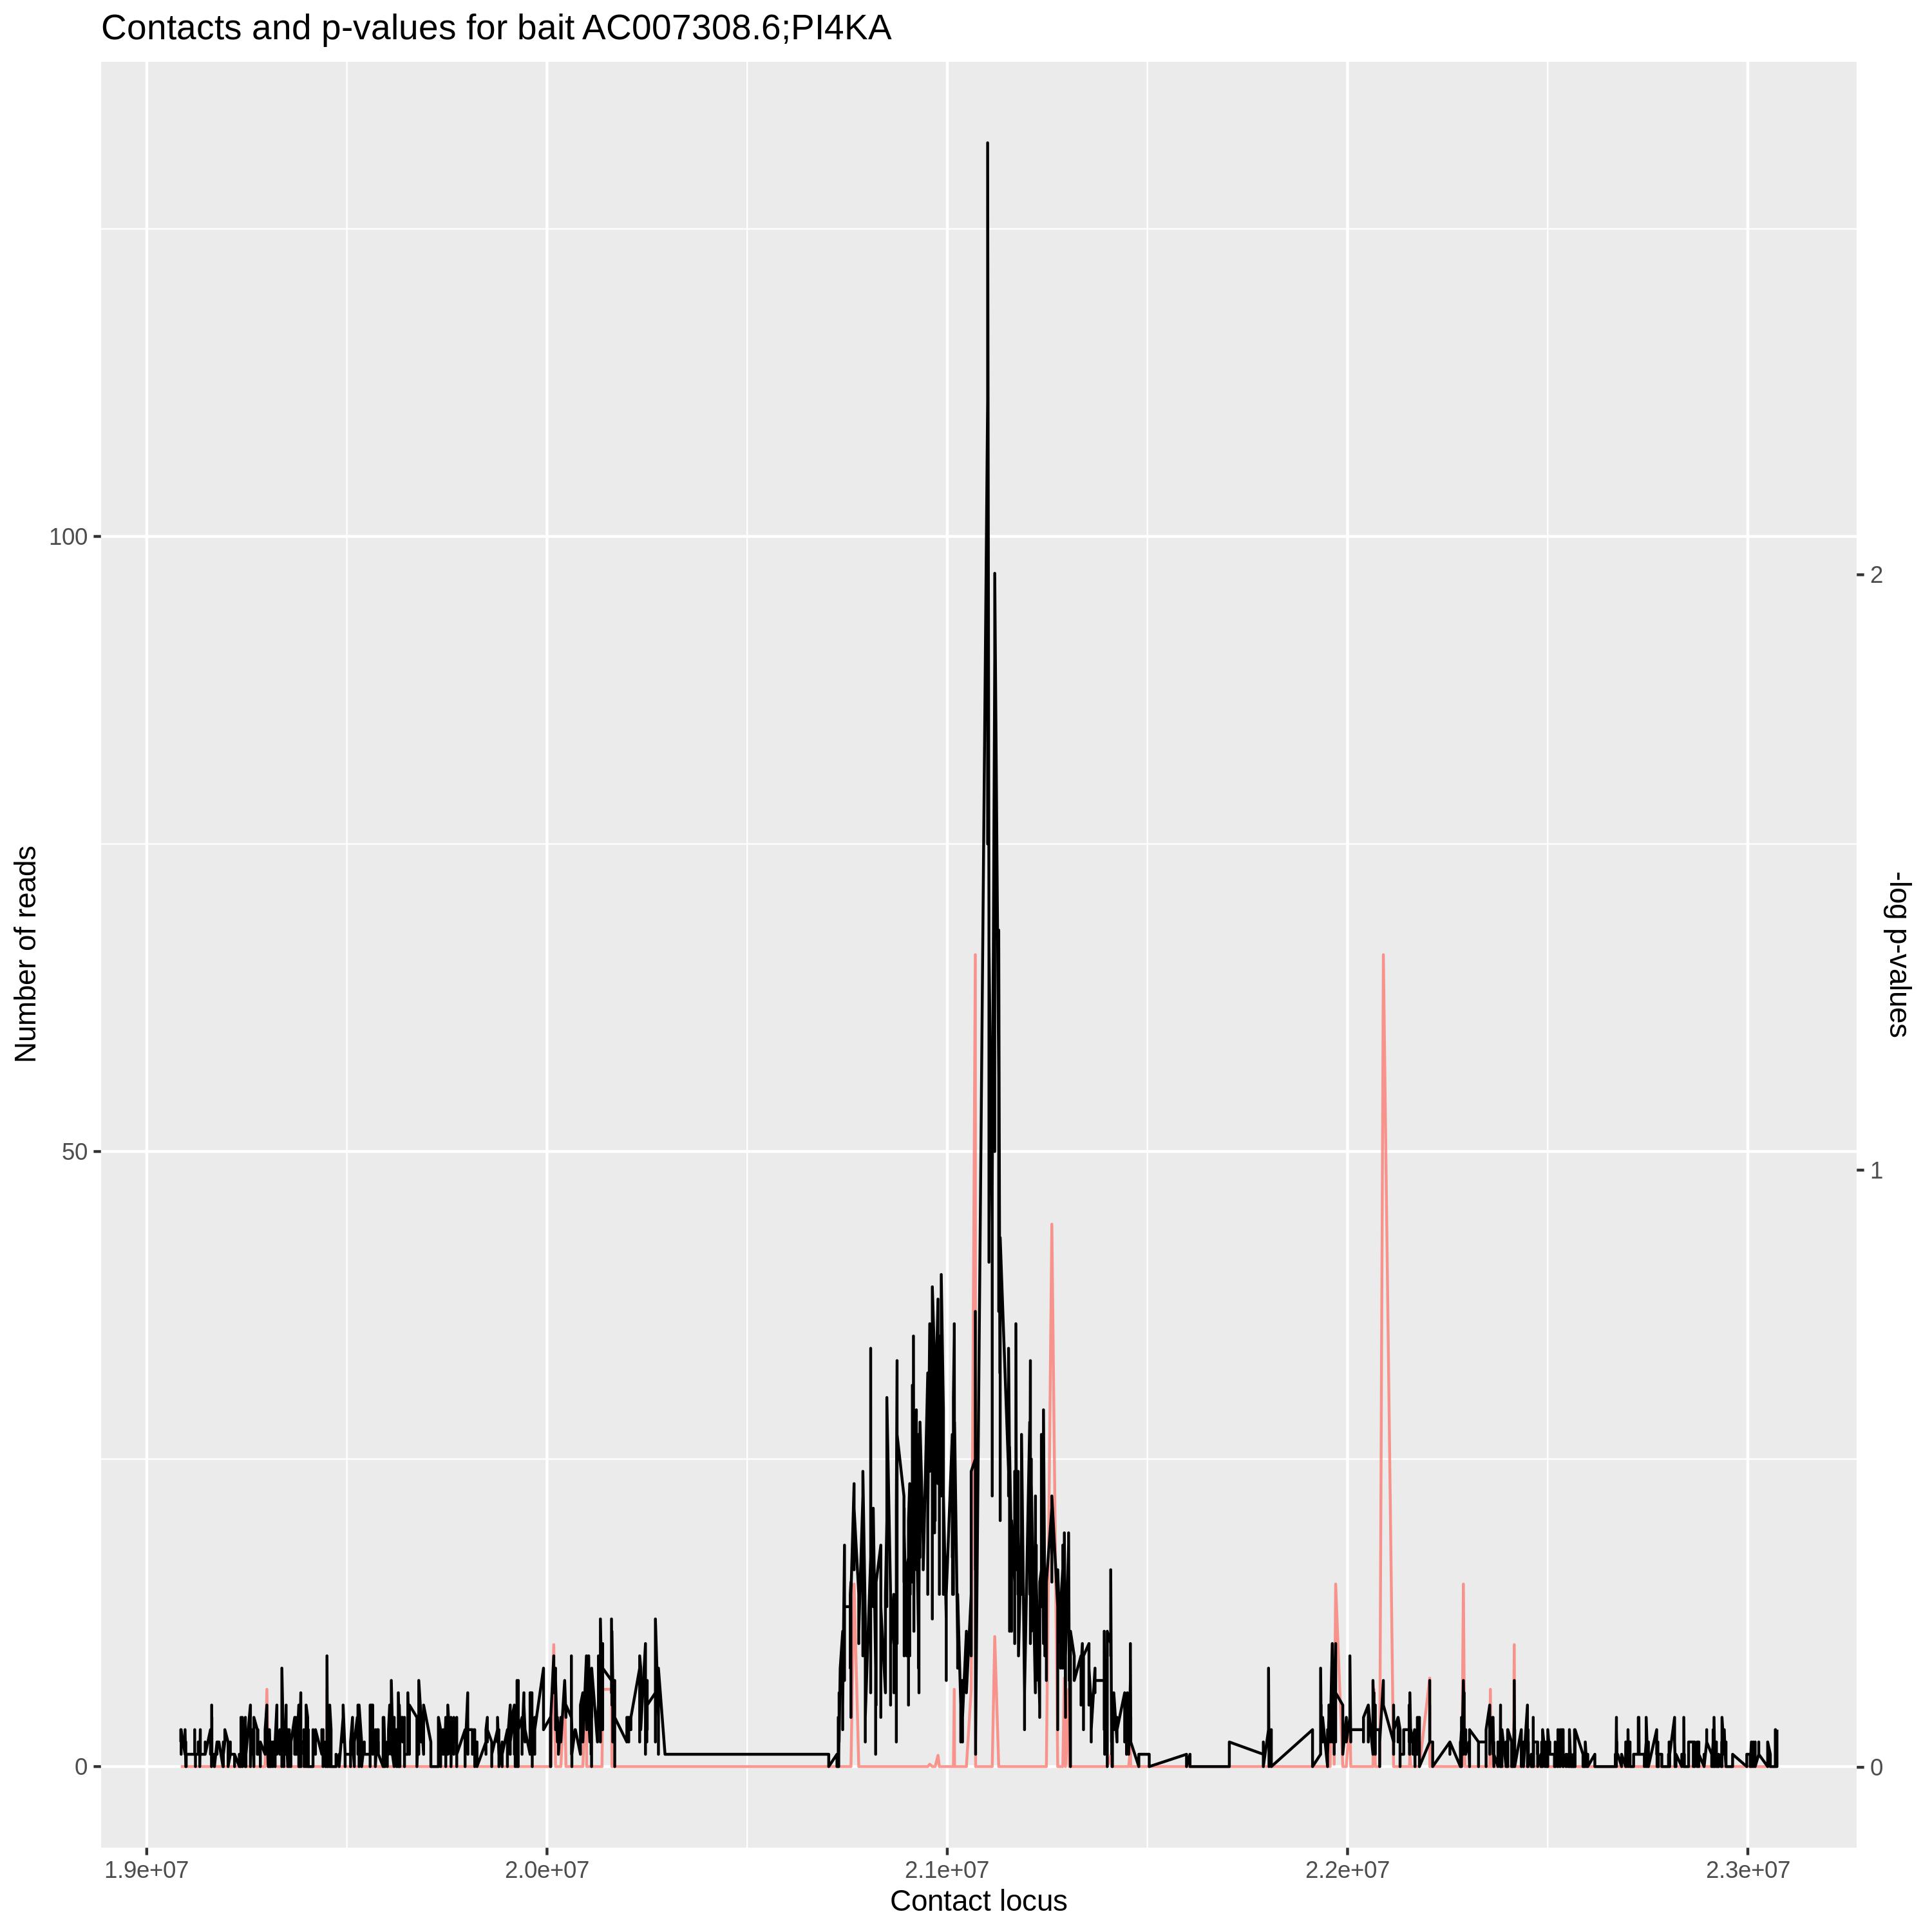 Contacts and p-values for bait AC007308.6;PI4KA
Number of reads
100
50
0
2
1
0
-log p-values
1.9e+07
2.0e+07
2.1e+07
2.2e+07
2.3e+07
Contact locus